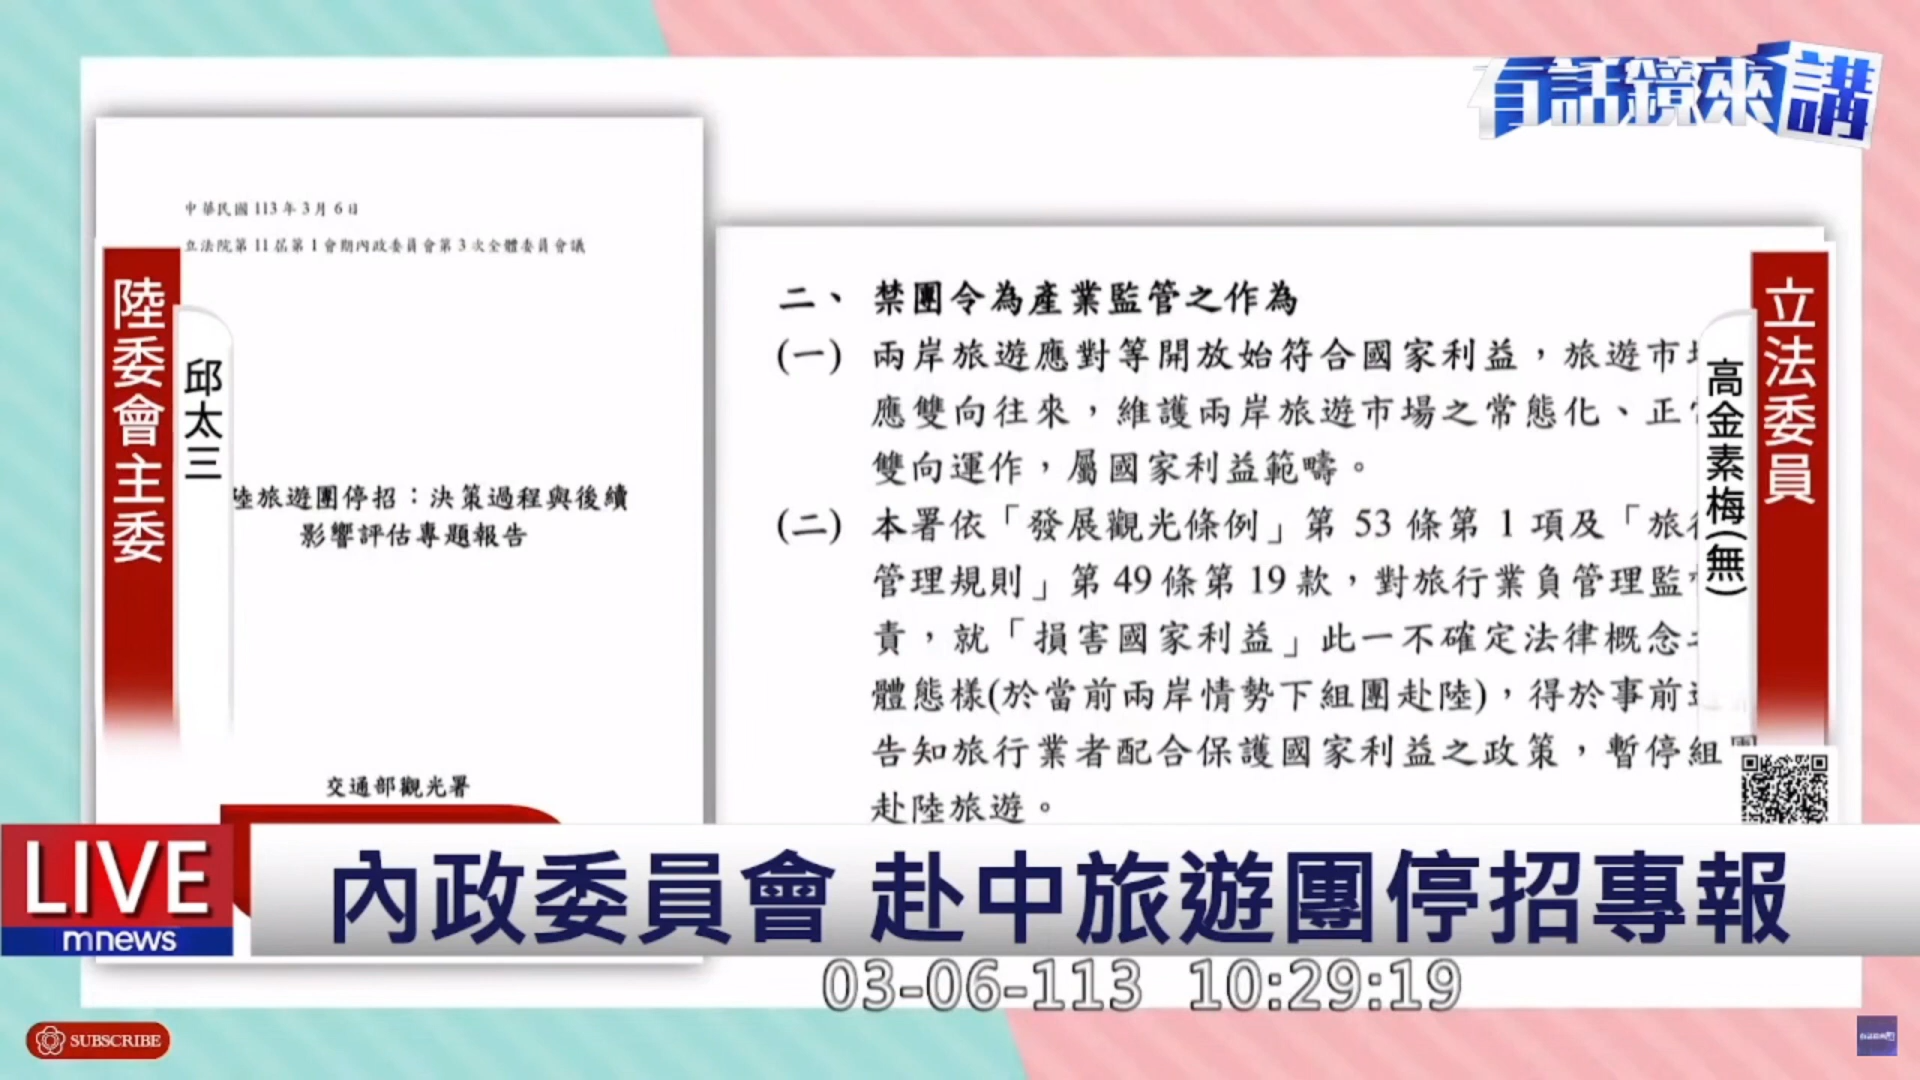 有話鏡來講
中華民國 113 年 3 月 6 日
立法院第 11 屆第 1 會期內政委員會第 3 次全體委員會議
陸委會主委
邱太三
陸旅遊團停招：決策過程與後續
影響評估專題報告
交通部觀光署
二、禁團令為產業監管之作為
(一) 兩岸旅遊應對等開放始符合國家利益，旅遊市
應雙向往來，維護兩岸旅遊市場之常態化、正
雙向運作，屬國家利益範疇。
(二) 本署依「發展觀光條例」第 53 條第 1 項及「旅
管理規則」第 49 條第 19 款，對旅行業負管理監
責，就「損害國家利益」此一不確定法律概念
體態樣(於當前兩岸情勢下組團赴陸)，得於事前
告知旅行業者配合保護國家利益之政策，暫停組
赴陸旅遊。
立法委員
高金素梅(無)
LIVE
mnews
內政委員會 赴中旅遊團停招專報
03-06-113 10:29:19
SUBSCRIBE